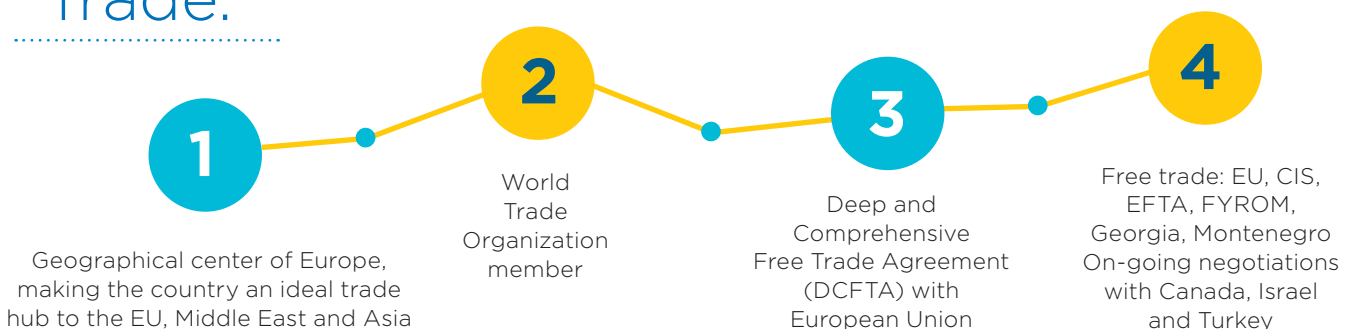 Trade:
1
Geographical center of Europe,
making the country an ideal trade
hub to the EU, Middle East and Asia
2
World
Trade
Organization
member
3
Deep and
Comprehensive
Free Trade Agreement
(DCFTA) with
European Union
4
Free trade: EU, CIS,
EFTA, FYROM,
Georgia, Montenegro
On-going negotiations
with Canada, Israel
and Turkey